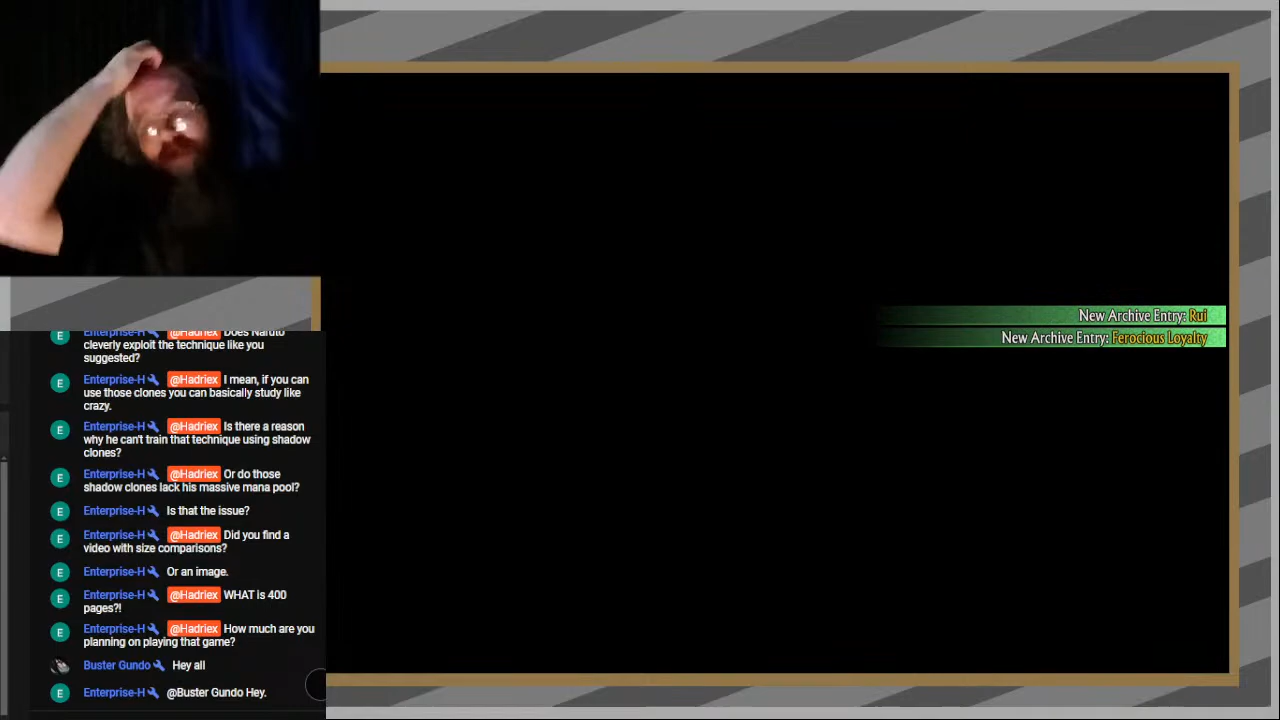 Enterprise-H @Hadriex Does Naruto
cleverly exploit the technique like you
suggested?
E
Enterprise-H @Hadriex I mean, if you can
use those clones you can basically study like
crazy.
E
Enterprise-H @Hadriex Is there a reason
why he can't train that technique using shadow
clones?
E
Enterprise-H @Hadriex Or do those
shadow clones lack his massive mana pool?
E
Enterprise-H Is that the issue?
E
Enterprise-H @Hadriex Did you find a
video with size comparisons?
E
Enterprise-H Or an image.
E
Enterprise-H @Hadriex WHAT is 400
pages?!
E
Enterprise-H @Hadriex How much are you
planning on playing that game?
E
Buster Gundo Hey all
Enterprise-H @Buster Gundo Hey.
E
New Archive Entry: Rui
New Archive Entry: Ferocious Loyalty